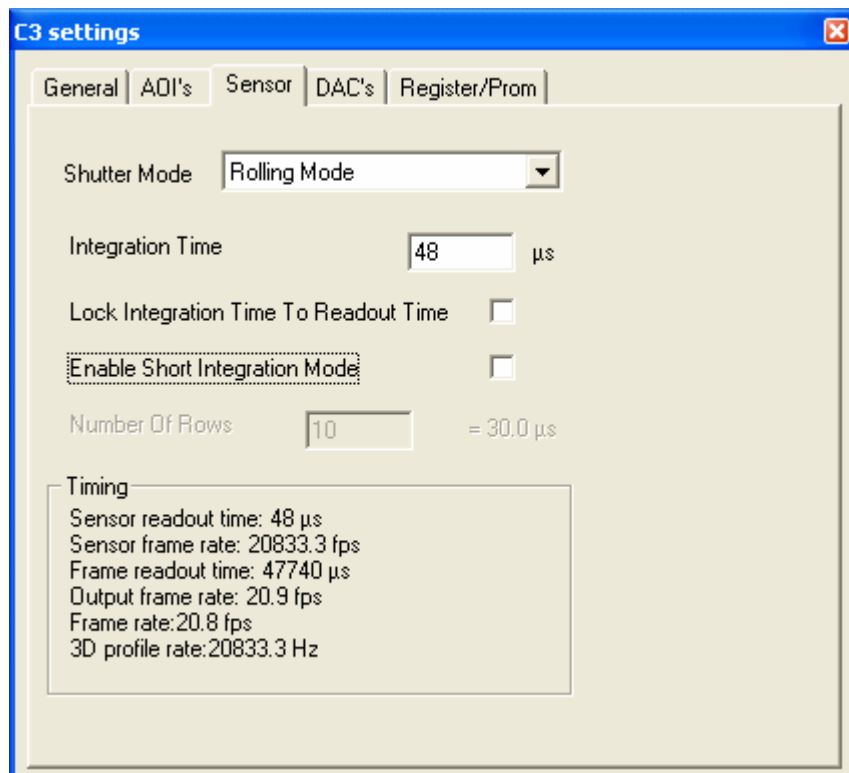 C3 settings
General AOI's Sensor DAC's Register/Prom
Shutter Mode Rolling Mode
Integration Time 48 µs
Lock Integration Time To Readout Time
Enable Short Integration Mode
Number Of Rows 10 = 30.0 µs
Timing
Sensor readout time: 48 µs
Sensor frame rate: 20833.3 fps
Frame readout time: 47740 µs
Output frame rate: 20.9 fps
Frame rate:20.8 fps
3D profile rate:20833.3 Hz